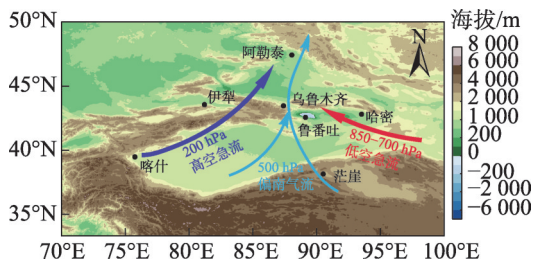 50°N
45°N
40°N
35°N
70°E 75°E 80°E 85°E 90°E 95°E 100°E
阿勒泰
伊犁
乌鲁木齐
鲁番吐
哈密
喀什
茫崖
200 hPa
高空急流
500 hPa
偏南气流
850~700 hPa
低空急流
N
海拔/m
8 000
6 000
4 000
2 000
1 000
200
0
−200
−2 000
−6 000